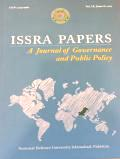 ISSRA PAPERS
A Journal of Governance
and Public Policy
National Defence University Islamabad, Pakistan